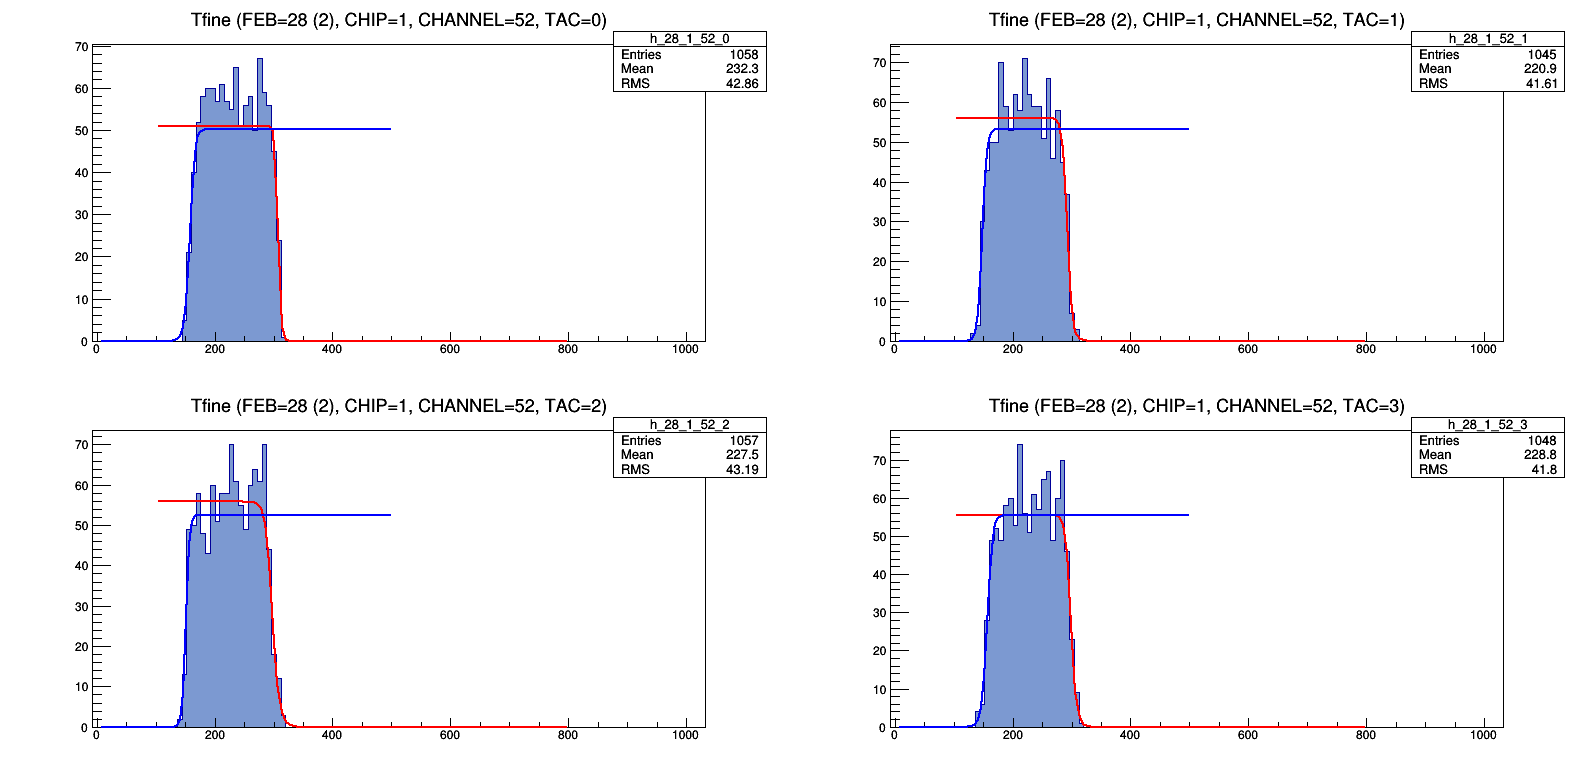 Tfine (FEB=28 (2), CHIP=1, CHANNEL=52, TAC=0)
h_28_1_52_0
Entries 1058
Mean 232.3
RMS 42.86
70
60
50
40
30
20
10
0
0 200 400 600 800 1000
Tfine (FEB=28 (2), CHIP=1, CHANNEL=52, TAC=1)
h_28_1_52_1
Entries 1045
Mean 220.9
RMS 41.61
70
60
50
40
30
20
10
0
0 200 400 600 800 1000
Tfine (FEB=28 (2), CHIP=1, CHANNEL=52, TAC=2)
h_28_1_52_2
Entries 1057
Mean 227.5
RMS 43.19
70
60
50
40
30
20
10
0
0 200 400 600 800 1000
Tfine (FEB=28 (2), CHIP=1, CHANNEL=52, TAC=3)
h_28_1_52_3
Entries 1048
Mean 228.8
RMS 41.8
70
60
50
40
30
20
10
0
0 200 400 600 800 1000